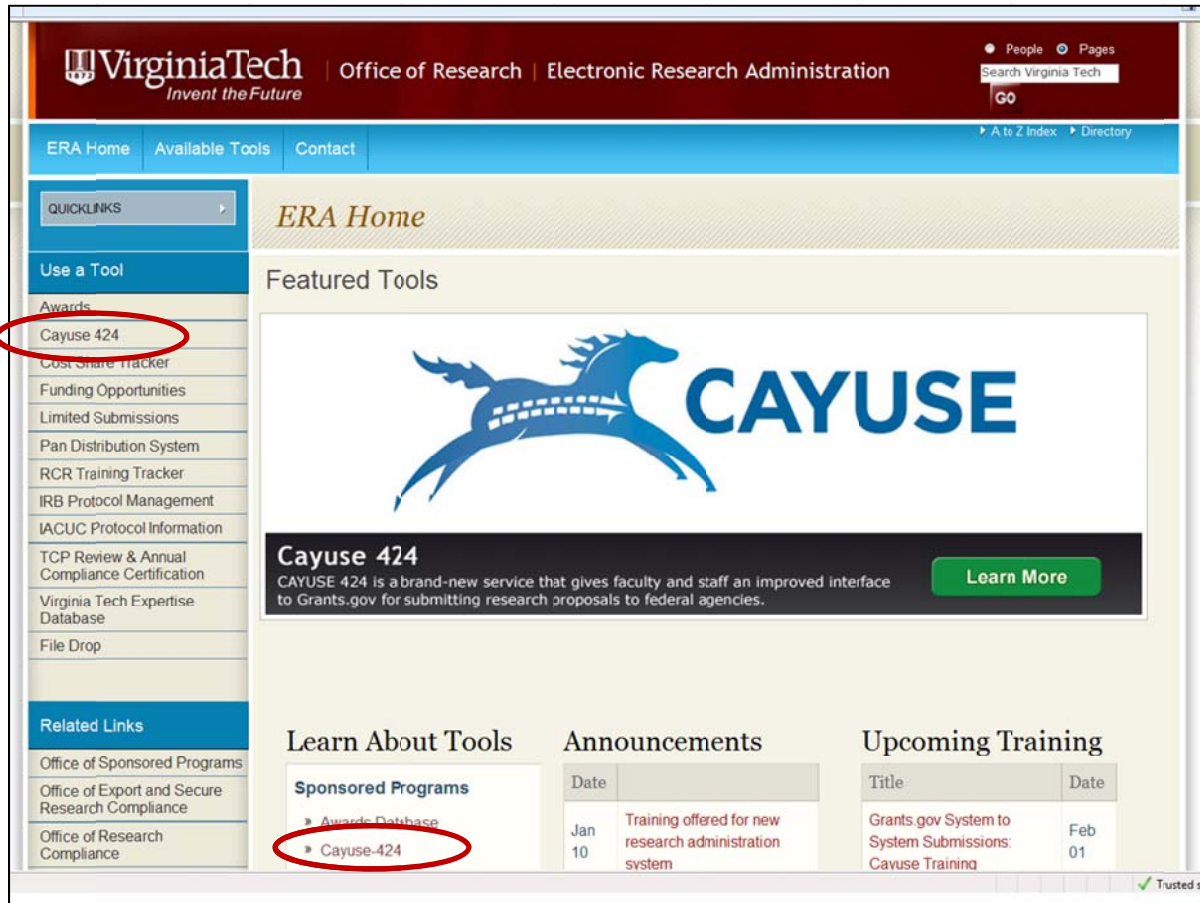 VirginiaTech
1872
Invent the Future
Office of Research | Electronic Research Administration
People Pages
Search Virginia Tech
GO
A to Z Index Directory
ERA Home Available Tools Contact
QUICKLINKS
ERA Home
Use a Tool
Awards
Cayuse 424
Cost Share Tracker
Funding Opportunities
Limited Submissions
Pan Distribution System
RCR Training Tracker
IRB Protocol Management
IACUC Protocol Information
TCP Review & Annual
Compliance Certification
Virginia Tech Expertise
Database
File Drop
Related Links
Office of Sponsored Programs
Office of Export and Secure
Research Compliance
Office of Research
Compliance
Featured Tools
CAYUSE
Cayuse 424
CAYUSE 424 is a brand-new service that gives faculty and staff an improved interface
to Grants.gov for submitting research proposals to federal agencies.
Learn More
Learn About Tools
Sponsored Programs
» Awards Database
» Cayuse-424
Announcements
Date
Jan
10
Training offered for new
research administration
system
Upcoming Training
Title Date
Grants.gov System to
System Submissions:
Cayuse Training
Feb
01
Trusted s